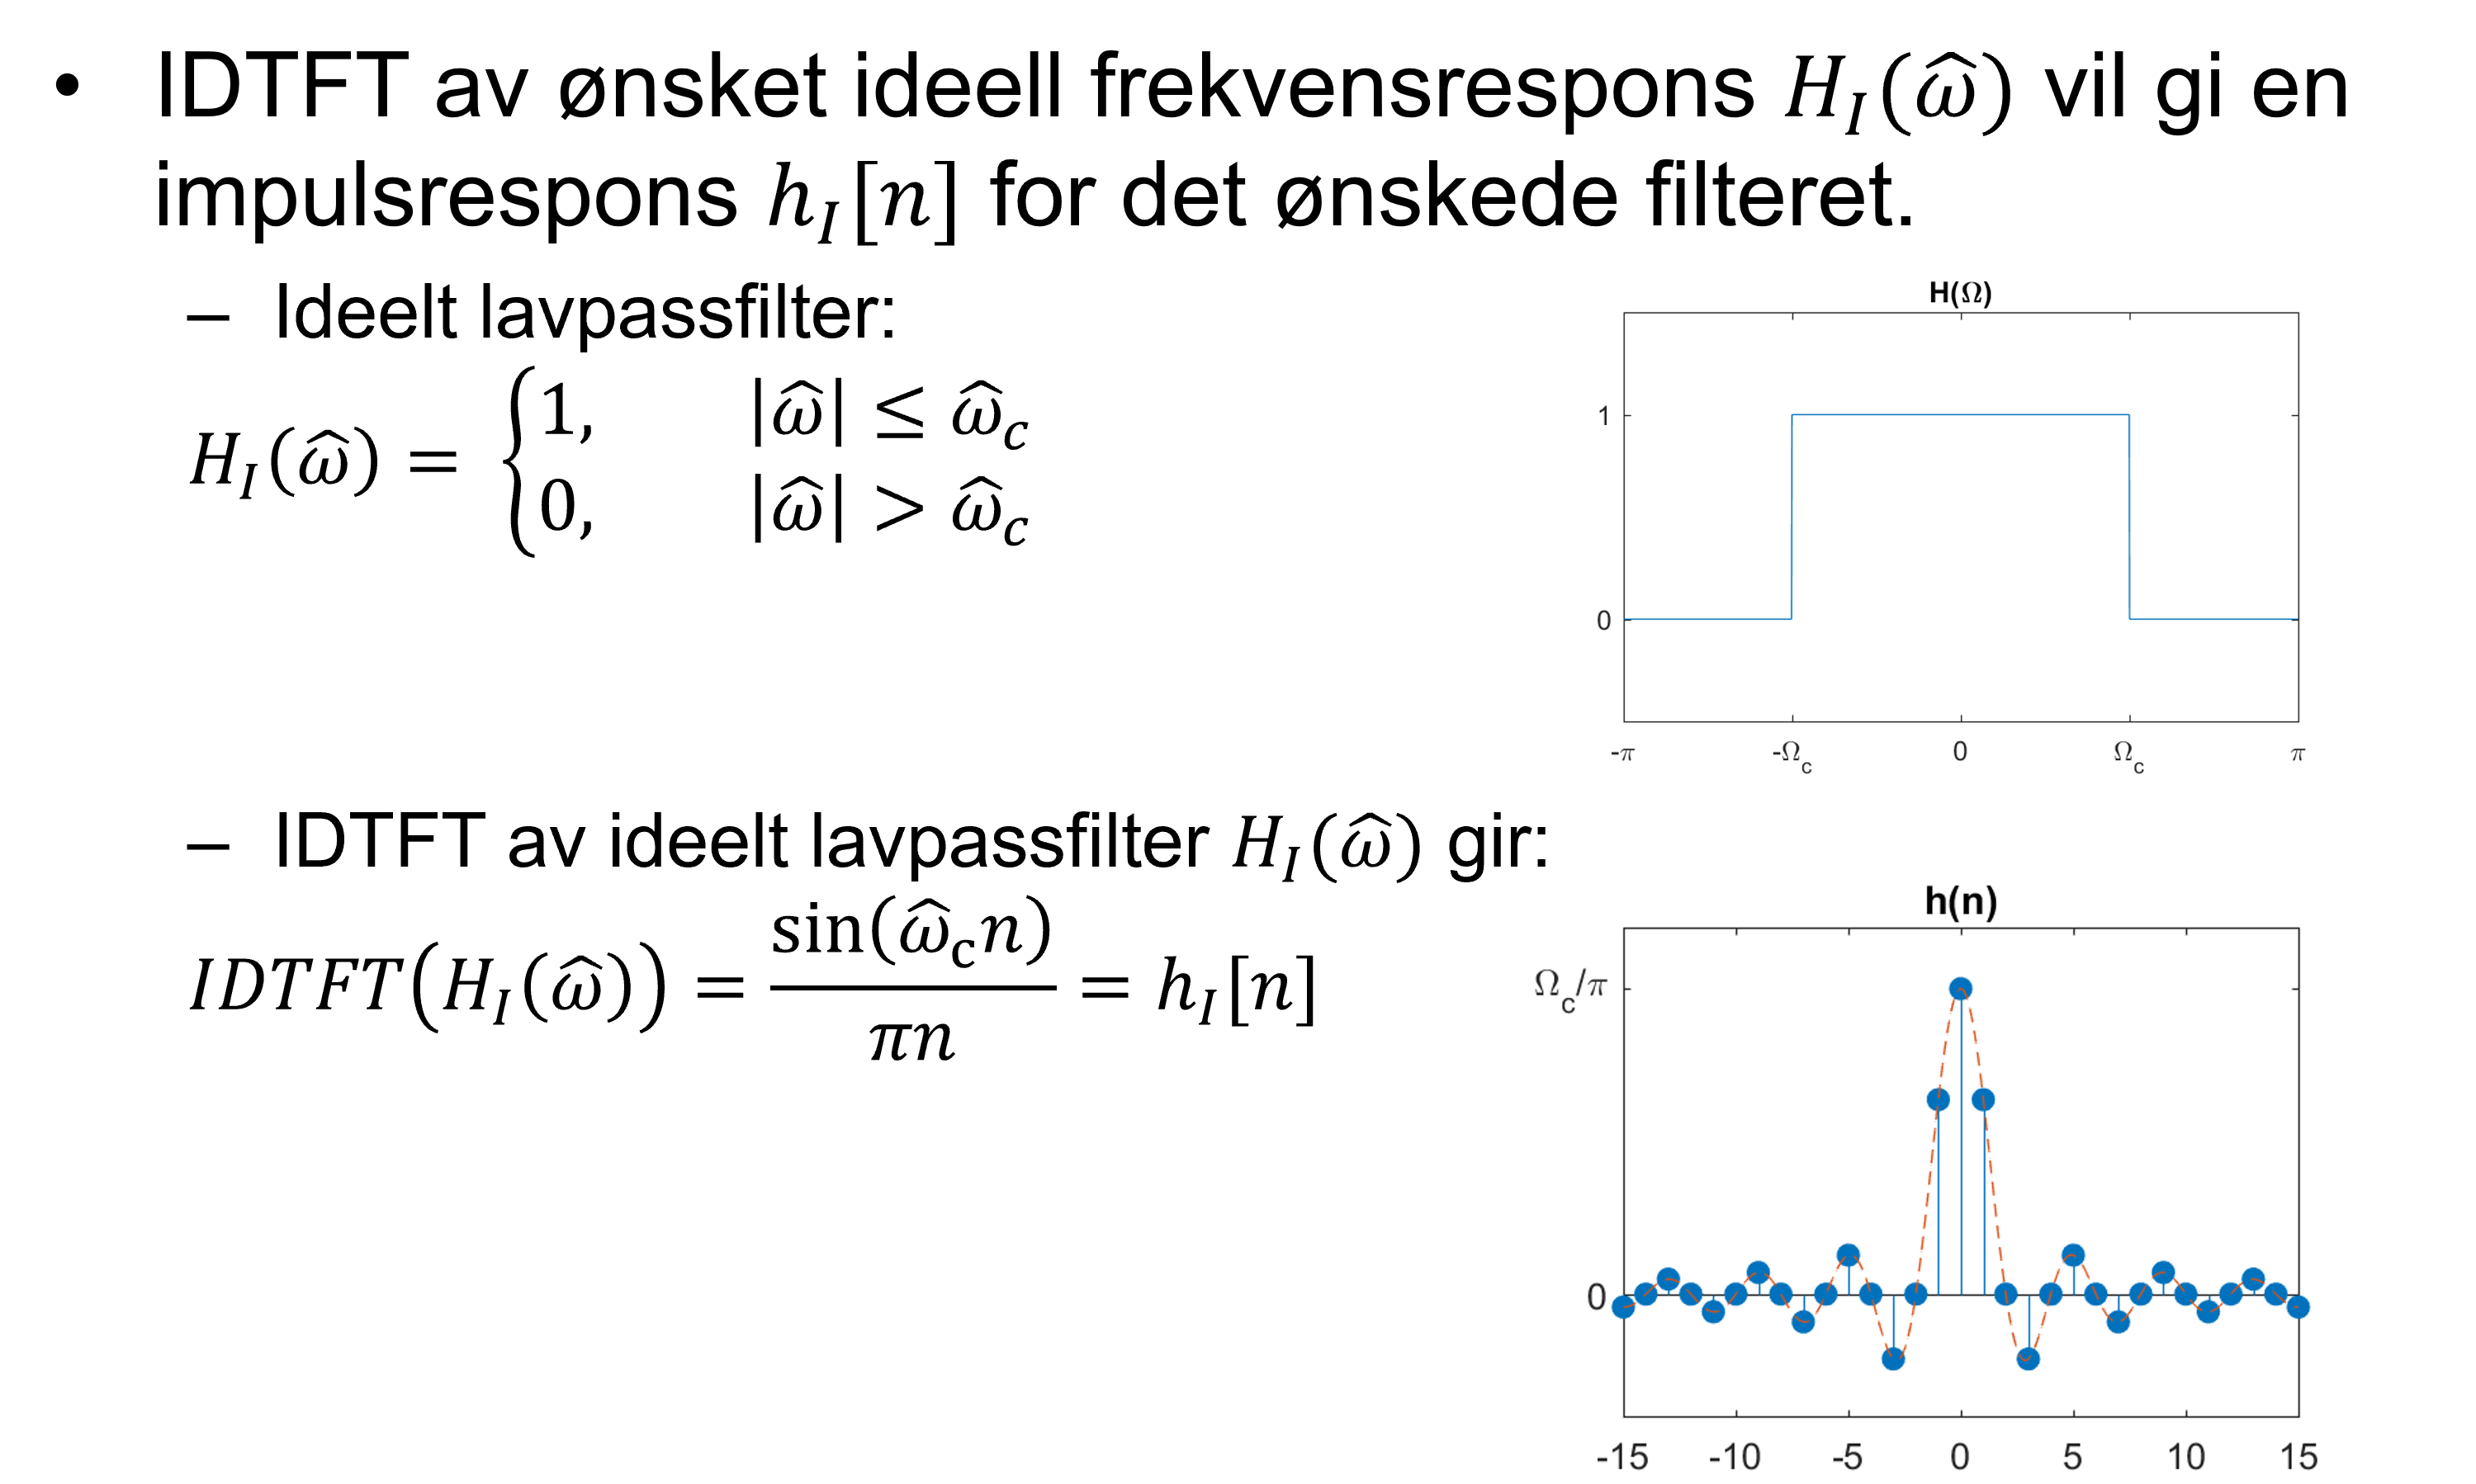 • IDTFT av ønsket ideell frekvensrespons H_I(ω̂) vil gi en
impulsrespons h_I[n] for det ønskede filteret.
– Ideelt lavpassfilter:
H_I(ω̂) = { 1, |ω̂| ≤ ω̂_c
0, |ω̂| > ω̂_c
H(Ω)
1
0
-π -Ω_c 0 Ω_c π
– IDTFT av ideelt lavpassfilter H_I(ω̂) gir:
IDTFT(H_I(ω̂)) = sin(ω̂_c n) / πn = h_I[n]
h(n)
Ω_c/π
0
-15 -10 -5 0 5 10 15